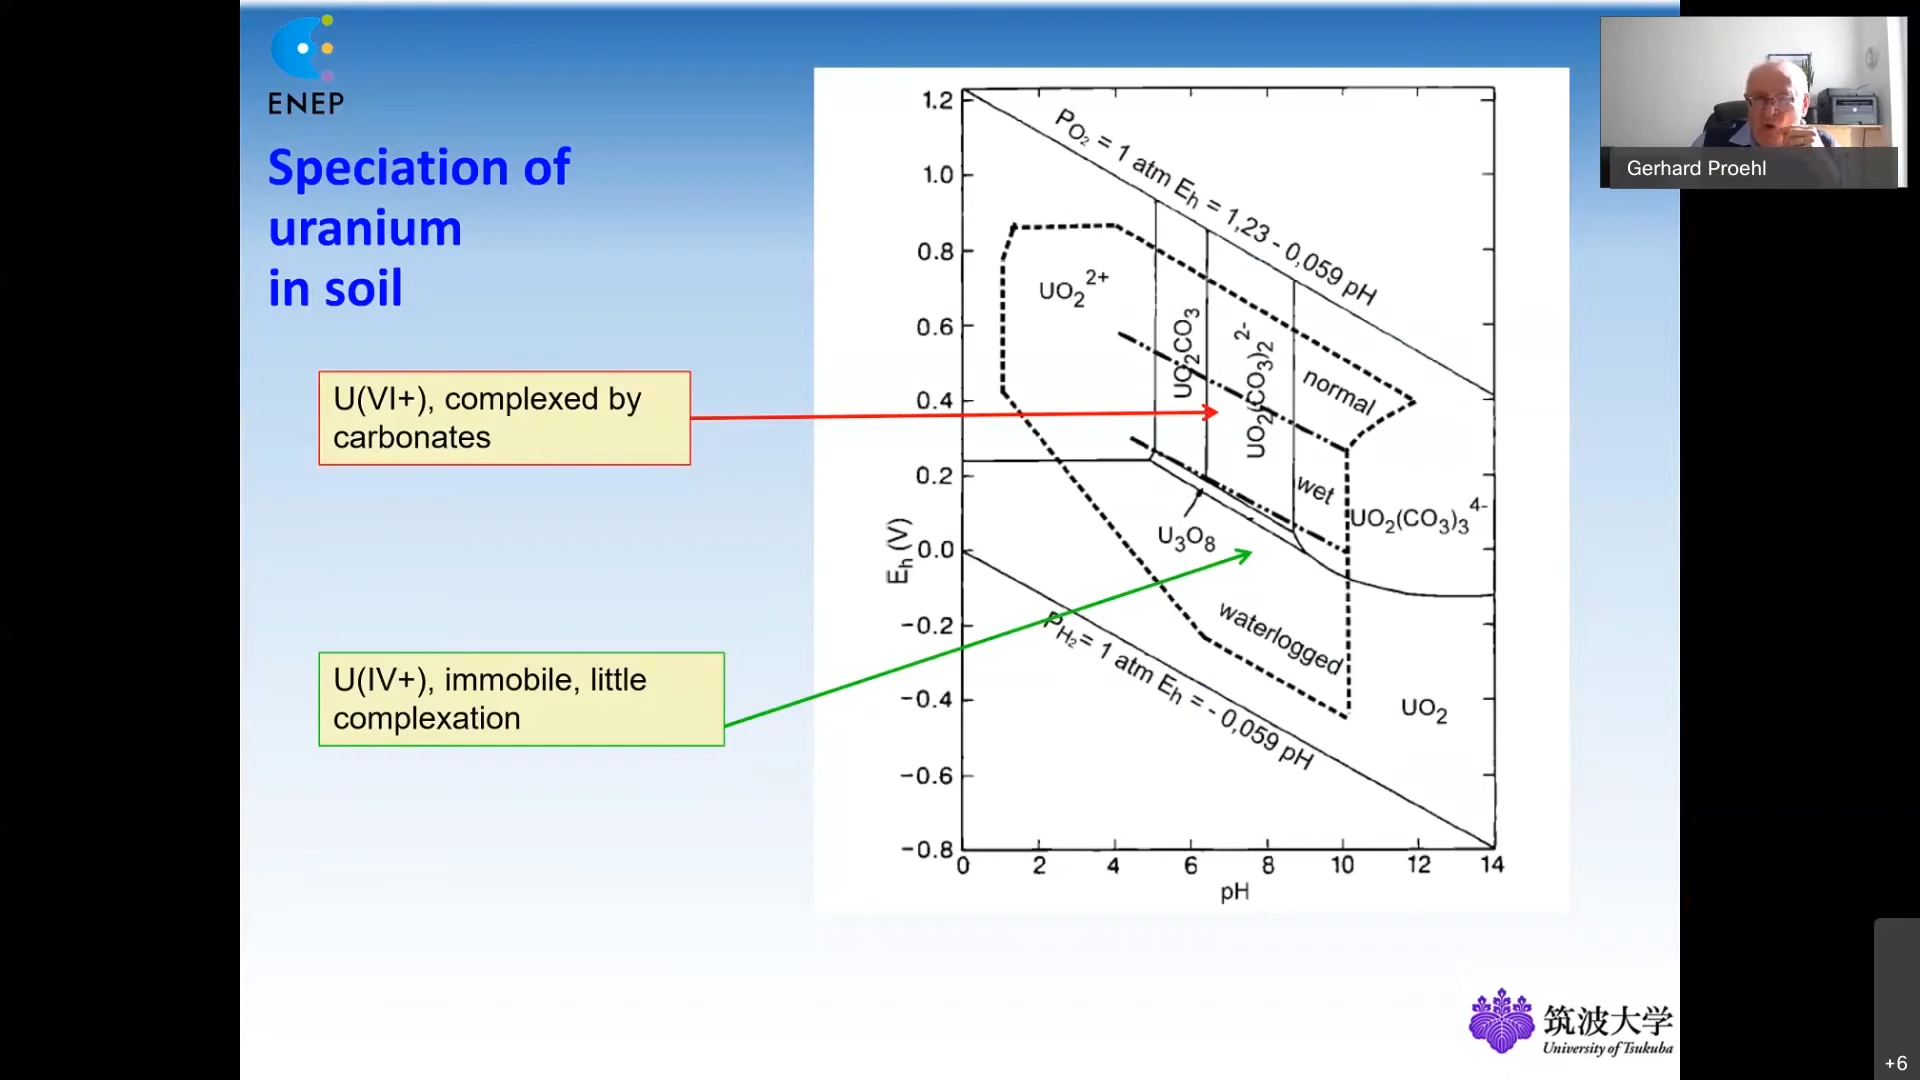 ENEP
Speciation of
uranium
in soil
U(VI+), complexed by
carbonates
U(IV+), immobile, little
complexation
1.2
1.0
0.8
0.6
0.4
0.2
0.0
−0.2
−0.4
−0.6
−0.8
Eh (V)
0 2 4 6 8 10 12 14
pH
PO2 = 1 atm Eh = 1,23 - 0,059 pH
UO2 2+
UO2CO3
UO2(CO3)2 2-
normal
wet
UO2(CO3)3 4-
U3O8
waterlogged
PH2 = 1 atm Eh = - 0,059 pH
UO2
Gerhard Proehl
筑波大学
University of Tsukuba
+6